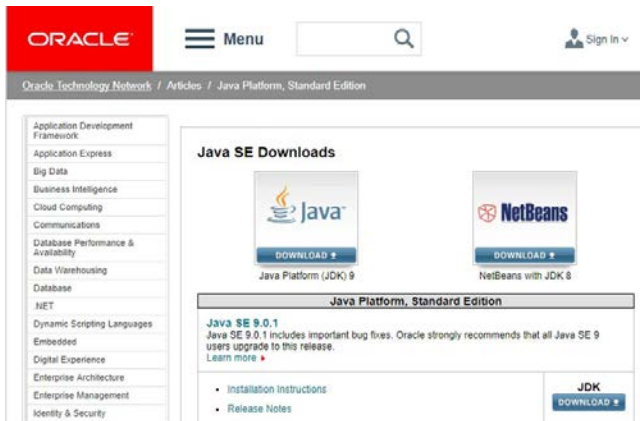 ORACLE
Menu
Sign In
Oracle Technology Network / Articles / Java Platform, Standard Edition
Application Development
Framework
Application Express
Big Data
Business Intelligence
Cloud Computing
Communications
Database Performance &
Availability
Data Warehousing
Database
.NET
Dynamic Scripting Languages
Embedded
Digital Experience
Enterprise Architecture
Enterprise Management
Identity & Security
Java SE Downloads
Java
DOWNLOAD
Java Platform (JDK) 9
NetBeans
DOWNLOAD
NetBeans with JDK 8
Java Platform, Standard Edition
Java SE 9.0.1
Java SE 9.0.1 includes important bug fixes. Oracle strongly recommends that all Java SE 9
users upgrade to this release.
Learn more
Installation Instructions
Release Notes
JDK
DOWNLOAD